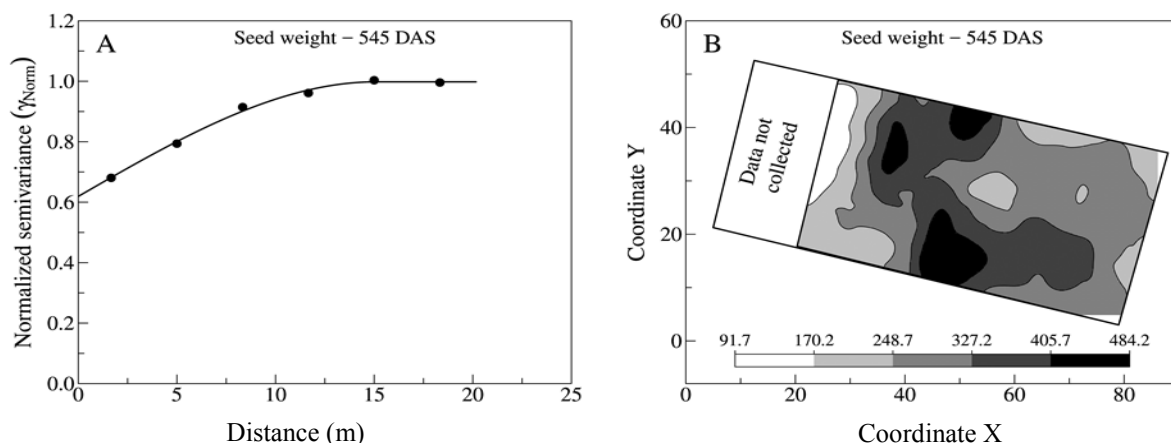 A
Seed weight – 545 DAS
Normalized semivariance (γNorm)
1.2
1.0
0.8
0.6
0.4
0.2
0.0
0 5 10 15 20 25
Distance (m)
B
Seed weight – 545 DAS
Coordinate Y
60
40
20
0
Data not
collected
91.7 170.2 248.7 327.2 405.7 484.2
0 20 40 60 80
Coordinate X